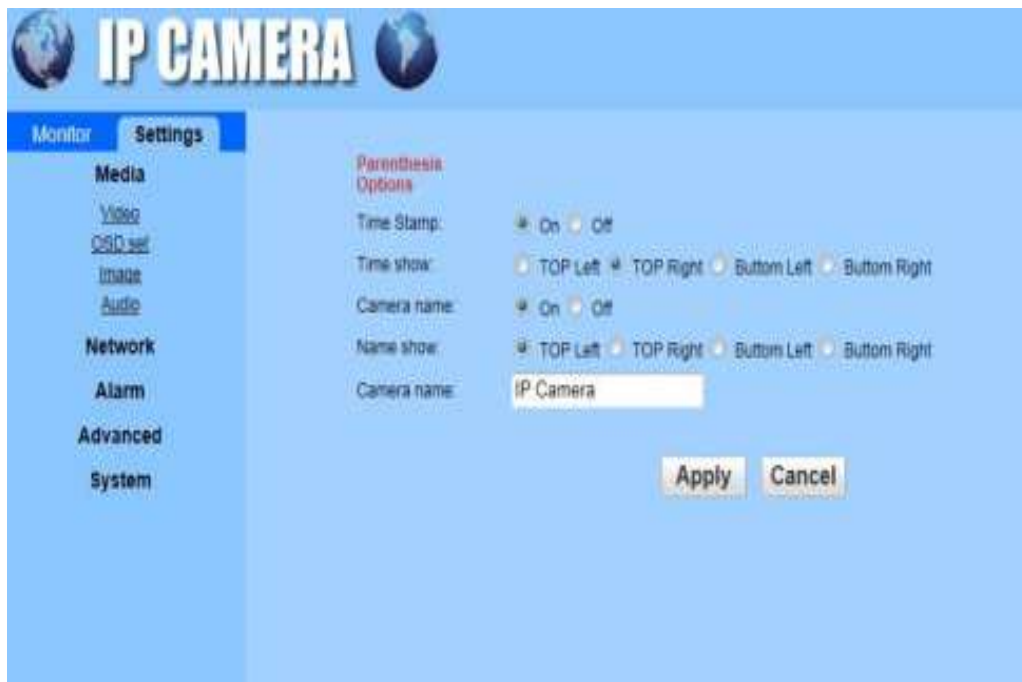 IP CAMERA
Monitor Settings
Media
Video
OSD set
Image
Audio
Network
Alarm
Advanced
System
Parenthesis
Options
Time Stamp: On Off
Time show: TOP Left TOP Right Buttom Left Buttom Right
Camera name: On Off
Name show: TOP Left TOP Right Buttom Left Buttom Right
Camera name: IP Camera
Apply Cancel